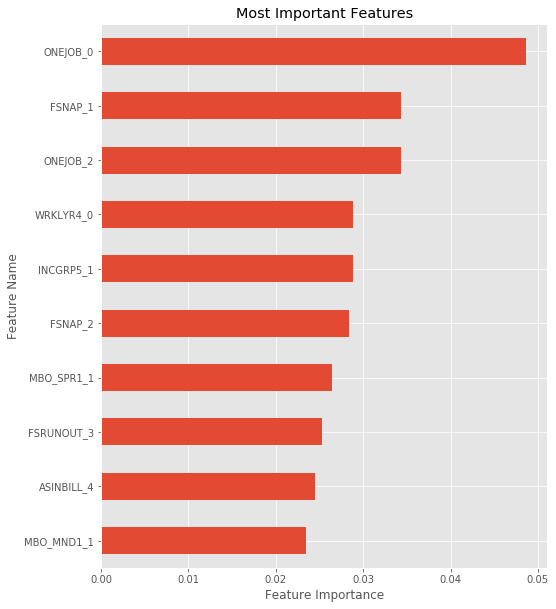 Most Important Features
Feature Name
ONEJOB_0
FSNAP_1
ONEJOB_2
WRKLYR4_0
INCGRP5_1
FSNAP_2
MBO_SPR1_1
FSRUNOUT_3
ASINBILL_4
MBO_MND1_1
0.00 0.01 0.02 0.03 0.04 0.05
Feature Importance